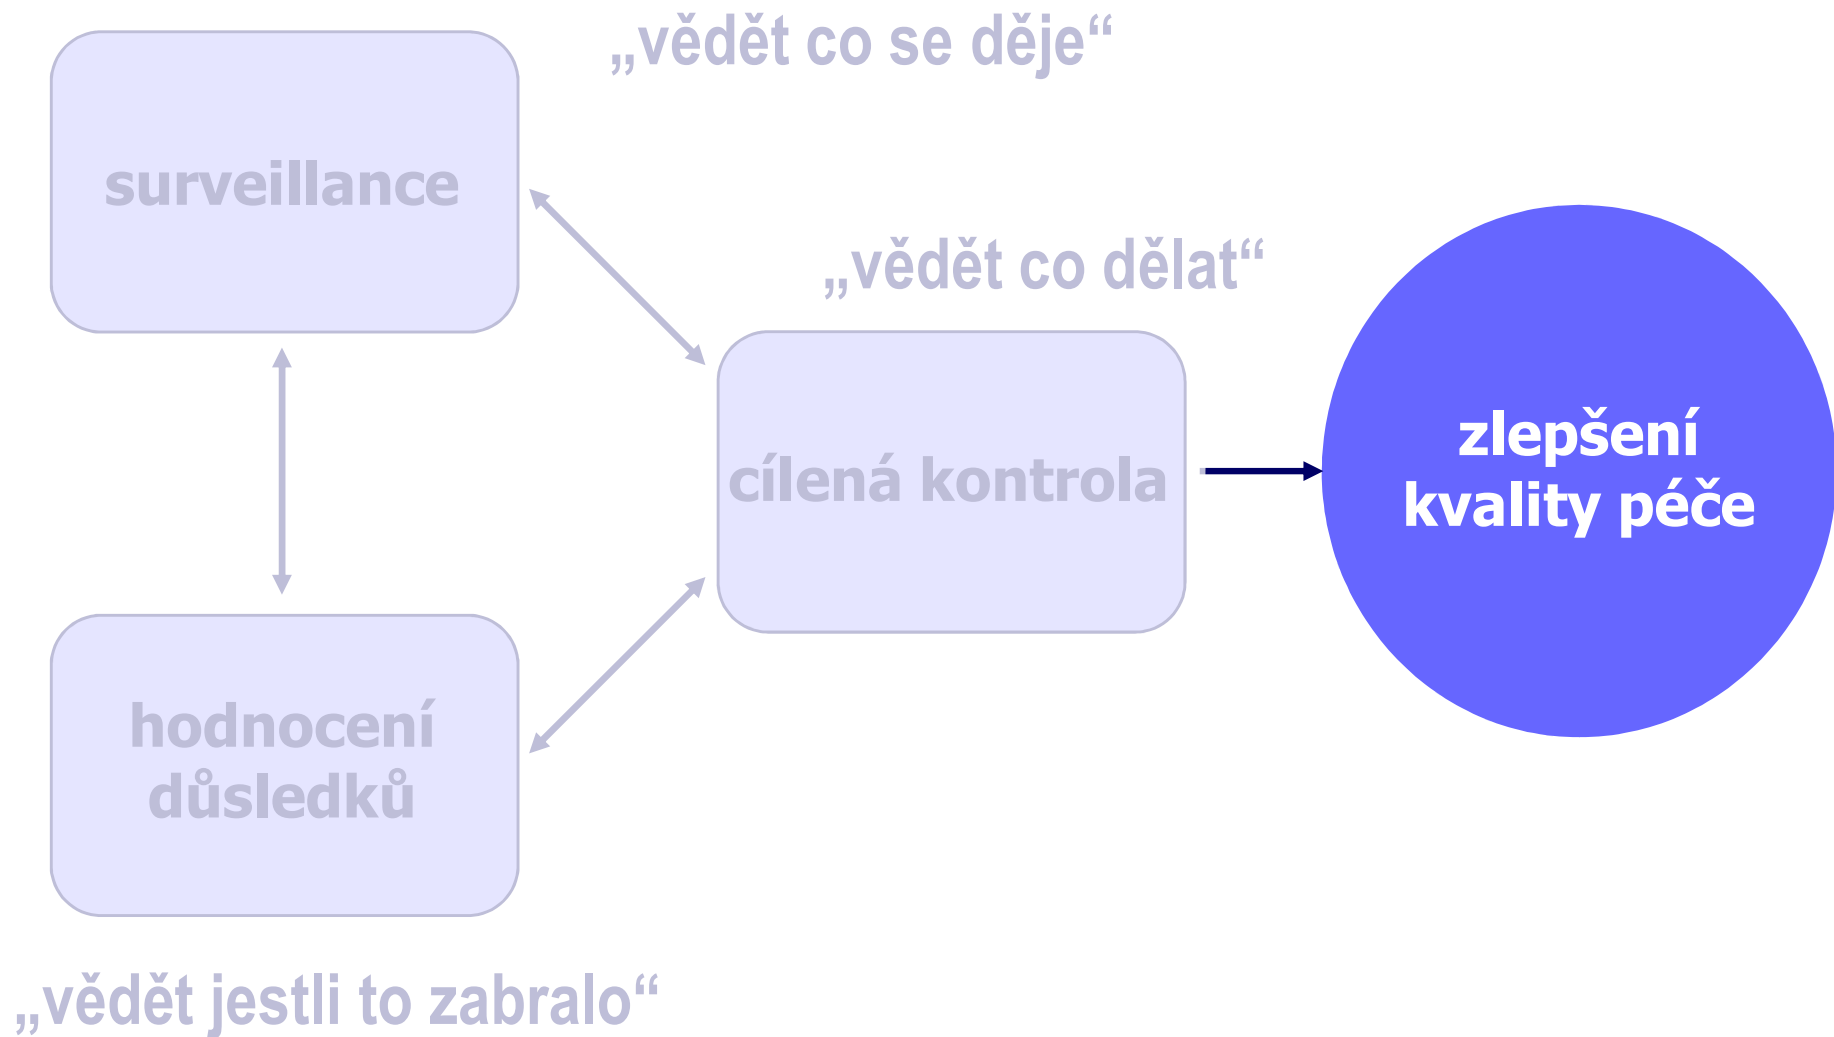 „vědět co se děje“
surveillance
„vědět co dělat“
cílená kontrola
zlepšení
kvality péče
hodnocení
důsledků
„vědět jestli to zabralo“